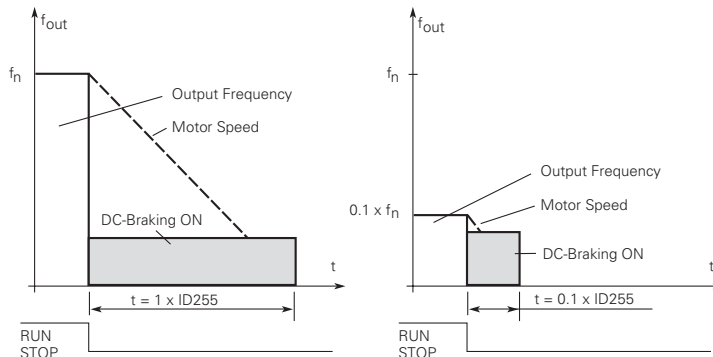 fout
fn
Output Frequency
Motor Speed
DC-Braking ON
t
t = 1 x ID255
RUN
STOP
fout
fn
Output Frequency
0.1 x fn
Motor Speed
DC-Braking ON
t
t = 0.1 x ID255
RUN
STOP